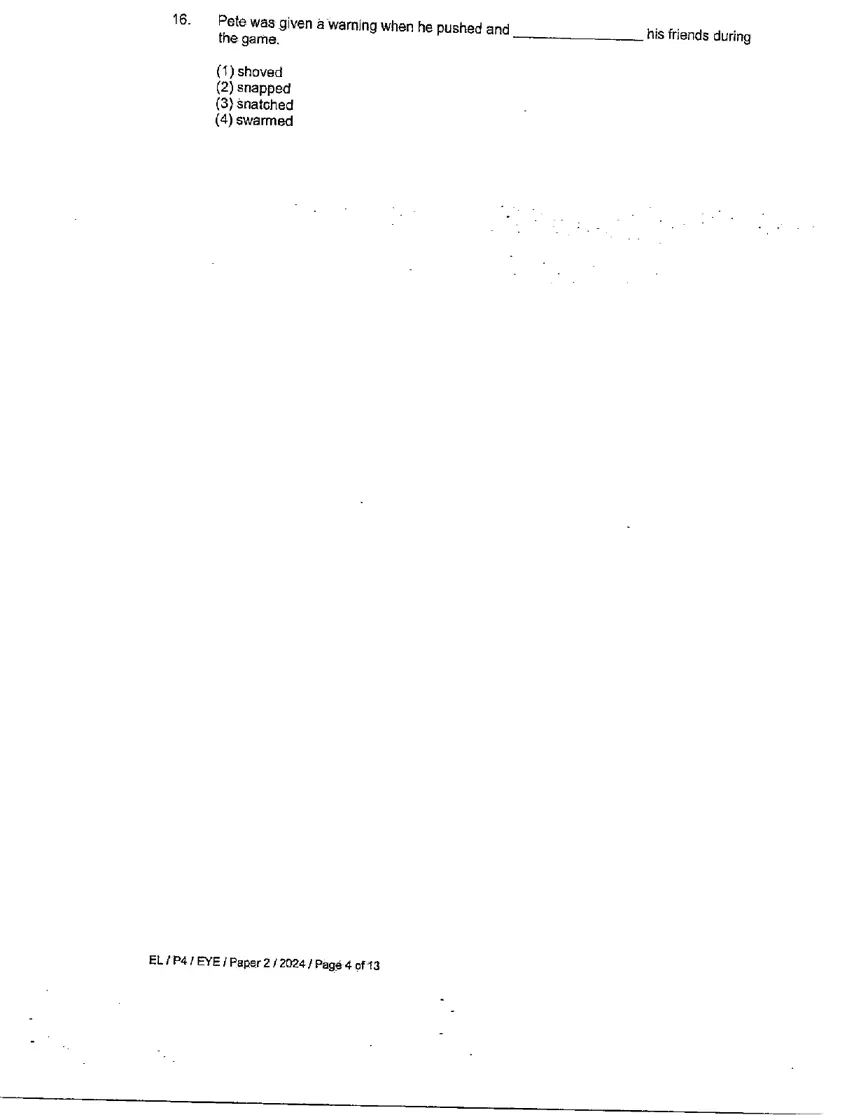 16. Pete was given a warning when he pushed and ______________ his friends during
the game.
(1) shoved
(2) snapped
(3) snatched
(4) swarmed
EL / P4 / EYE / Paper 2 / 2024 / Page 4 of 13